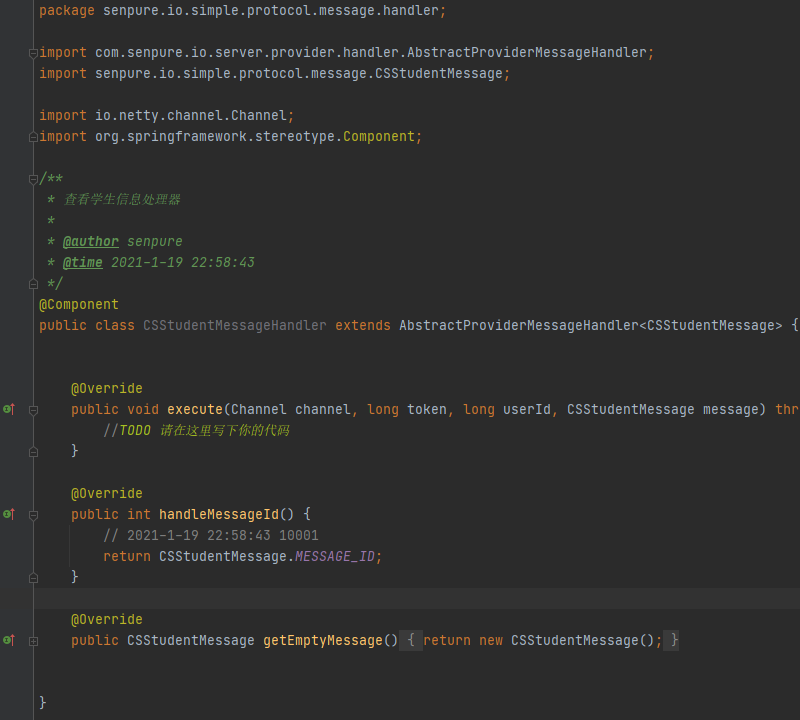 package senpure.io.simple.protocol.message.handler;
import com.senpure.io.server.provider.handler.AbstractProviderMessageHandler;
import senpure.io.simple.protocol.message.CSStudentMessage;
import io.netty.channel.Channel;
import org.springframework.stereotype.Component;
/**
* 查看学生信息处理器
*
* @author senpure
* @time 2021-1-19 22:58:43
*/
@Component
public class CSStudentMessageHandler extends AbstractProviderMessageHandler<CSStudentMessage> {
@Override
public void execute(Channel channel, long token, long userId, CSStudentMessage message) thr
//TODO 请在这里写下你的代码
}
@Override
public int handleMessageId() {
// 2021-1-19 22:58:43 10001
return CSStudentMessage.MESSAGE_ID;
}
@Override
public CSStudentMessage getEmptyMessage() { return new CSStudentMessage(); }
}